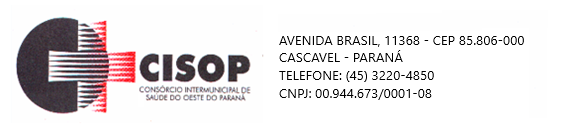 CISOP
CONSÓRCIO INTERMUNICIPAL DE
SAÚDE DO OESTE DO PARANÁ
AVENIDA BRASIL, 11368 - CEP 85.806-000
CASCAVEL - PARANÁ
TELEFONE: (45) 3220-4850
CNPJ: 00.944.673/0001-08